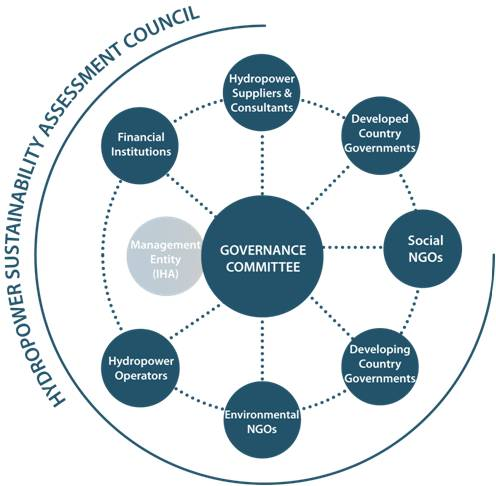 HYDROPOWER SUSTAINABILITY ASSESSMENT COUNCIL
Hydropower
Suppliers &
Consultants
Developed
Country
Governments
Financial
Institutions
Social
NGOs
Management
Entity
(IHA)
GOVERNANCE
COMMITTEE
Developing
Country
Governments
Hydropower
Operators
Environmental
NGOs